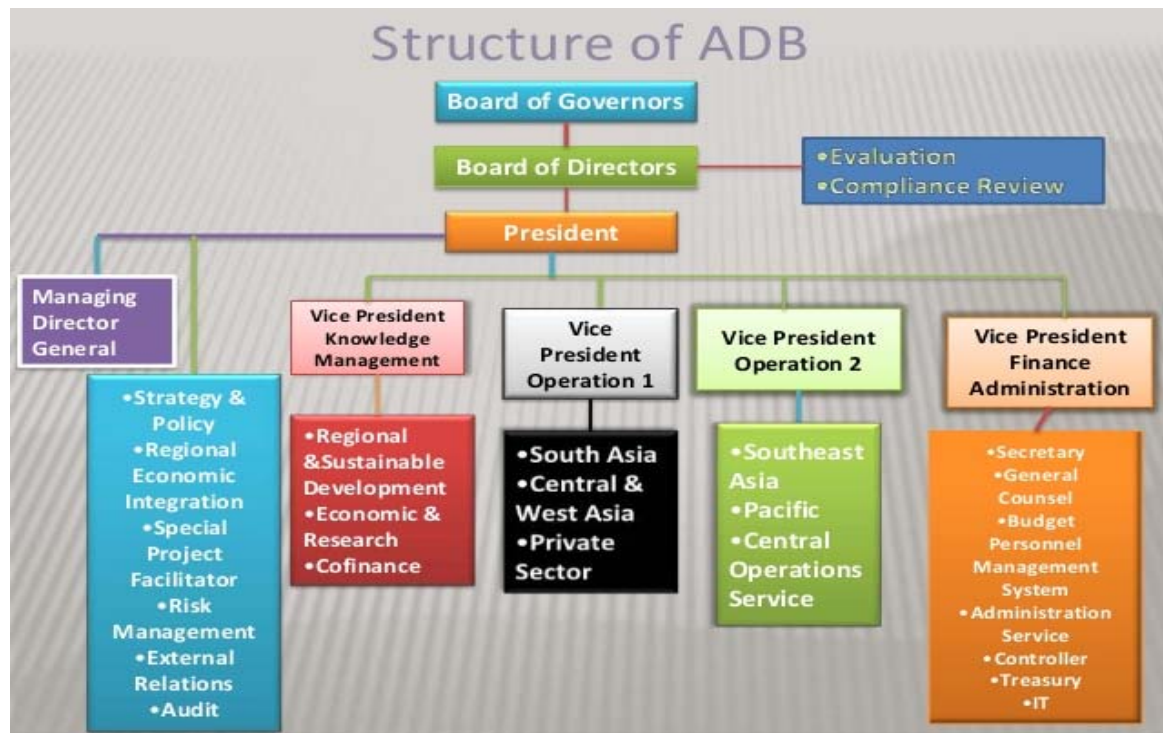 Structure of ADB
Board of Governors
Board of Directors
•Evaluation
•Compliance Review
President
Managing
Director
General
Vice President
Knowledge
Management
Vice
President
Operation 1
Vice President
Operation 2
Vice President
Finance
Administration
•Strategy &
Policy
•Regional
Economic
Integration
•Special
Project
Facilitator
•Risk
Management
•External
Relations
•Audit
•Regional
&Sustainable
Development
•Economic &
Research
•Cofinance
•South Asia
•Central &
West Asia
•Private
Sector
•Southeast
Asia
•Pacific
•Central
Operations
Service
•Secretary
•General
Counsel
•Budget
Personnel
Management
System
•Administration
Service
•Controller
•Treasury
•IT